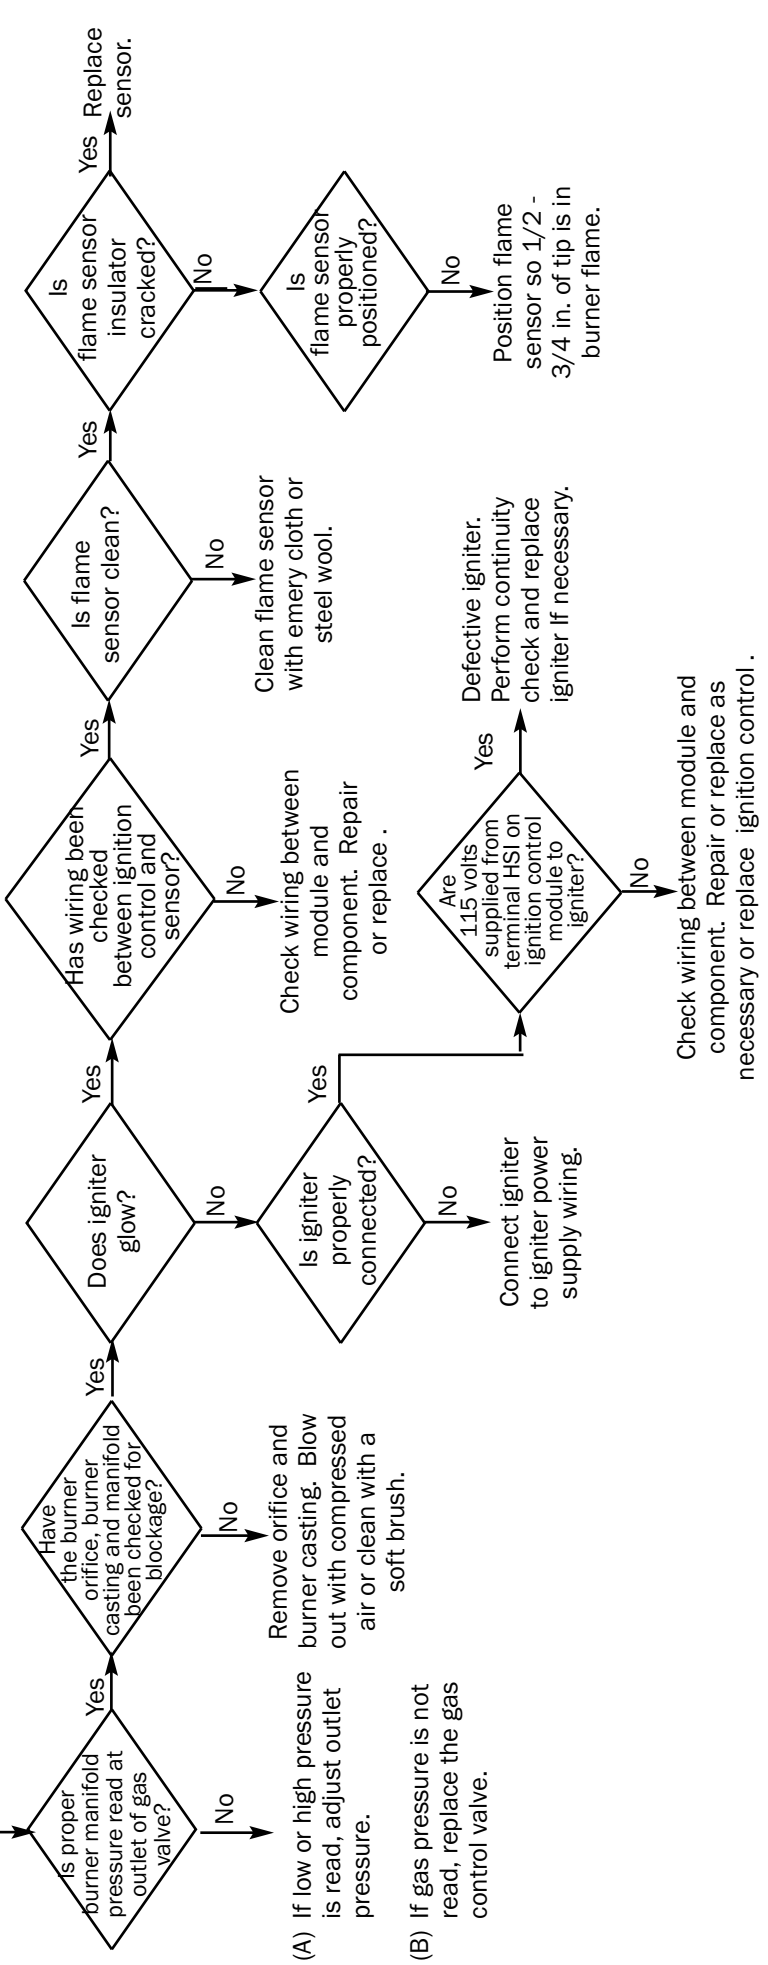 Is proper
burner manifold
pressure read at
outlet of gas
valve?
Yes
No
(A) If low or high pressure
is read, adjust outlet
pressure.
(B) If gas pressure is not
read, replace the gas
control valve.
Have
the burner
orifice, burner
casting and manifold
been checked for
blockage?
Yes
No
Remove orifice and
burner casting. Blow
out with compressed
air or clean with a
soft brush.
Does igniter
glow?
Yes
No
Is igniter
properly
connected?
Yes
No
Connect igniter
to igniter power
supply wiring.
Has wiring been
checked
between ignition
control and
sensor?
Yes
No
Check wiring between
module and
component. Repair
or replace .
Are
115 volts
supplied from
terminal HSI on
ignition control
module to
igniter?
Yes
Defective igniter.
Perform continuity
check and replace
igniter If necessary.
No
Check wiring between module and
component. Repair or replace as
necessary or replace ignition control .
Is flame
sensor clean?
Yes
No
Clean flame sensor
with emery cloth or
steel wool.
Is
flame sensor
insulator
cracked?
Yes
Replace
sensor.
No
Is
flame sensor
properly
positioned?
No
Position flame
sensor so 1/2 -
3/4 in. of tip is in
burner flame.